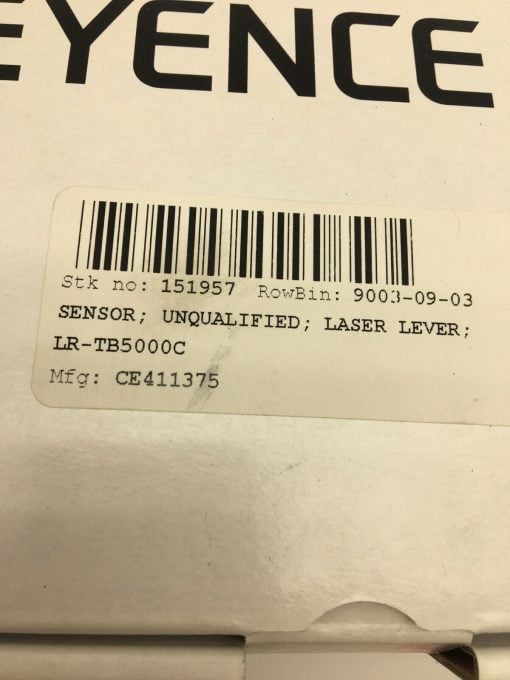 EYENCE
Stk no: 151957 RowBin: 9003-09-03
SENSOR; UNQUALIFIED; LASER LEVER;
LR-TB5000C
Mfg: CE411375